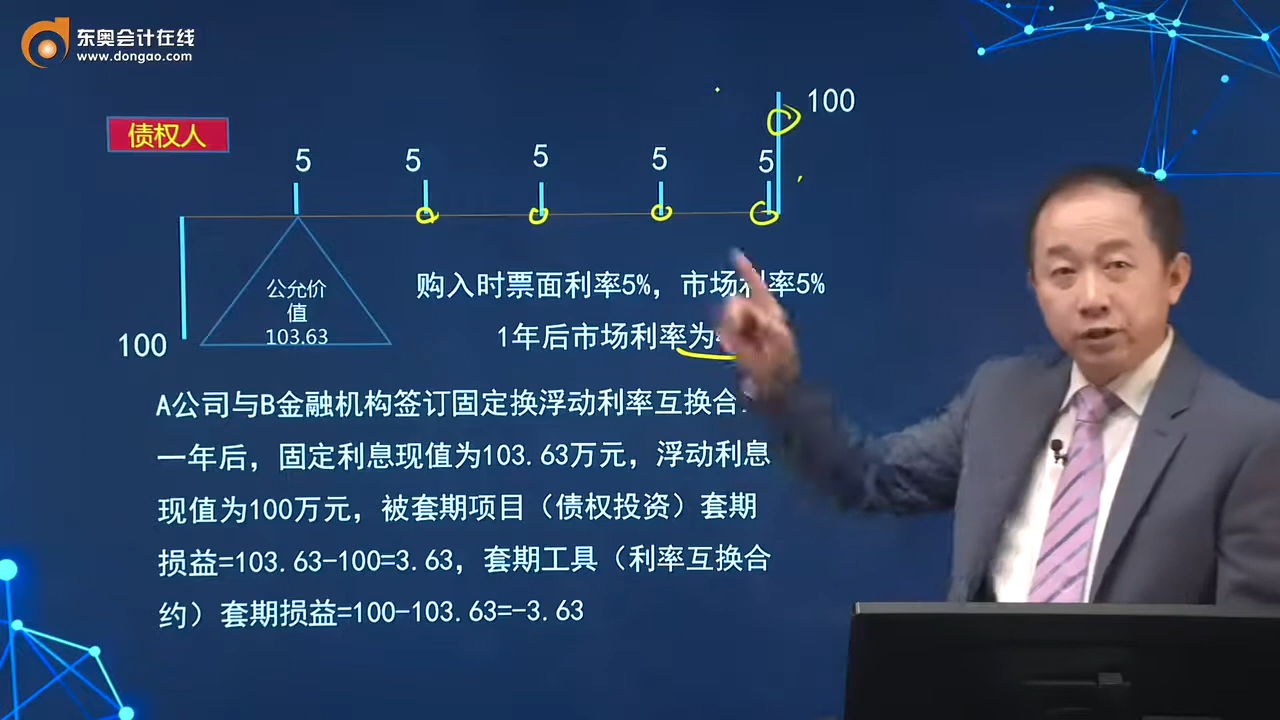 东奥会计在线
www.dongao.com
100
债权人
5 5 5 5 5
公允价
值
103.63
100
购入时票面利率5%，市场利率5%
1年后市场利率为
A公司与B金融机构签订固定换浮动利率互换合
一年后，固定利息现值为103.63万元，浮动利息
现值为100万元，被套期项目（债权投资）套期
损益=103.63-100=3.63，套期工具（利率互换合
约）套期损益=100-103.63=-3.63